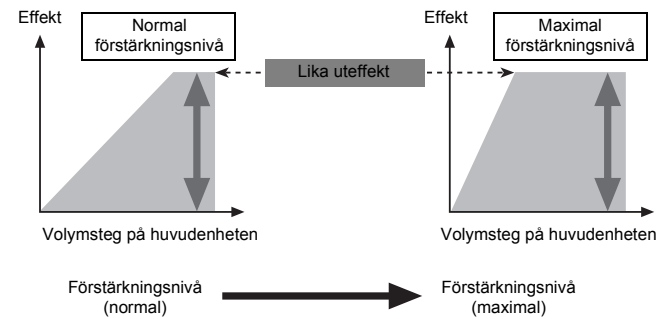 Effekt
Normal
förstärkningsnivå
Effekt
Maximal
förstärkningsnivå
Lika uteffekt
Volymsteg på huvudenheten
Volymsteg på huvudenheten
Förstärkningsnivå
(normal)
Förstärkningsnivå
(maximal)